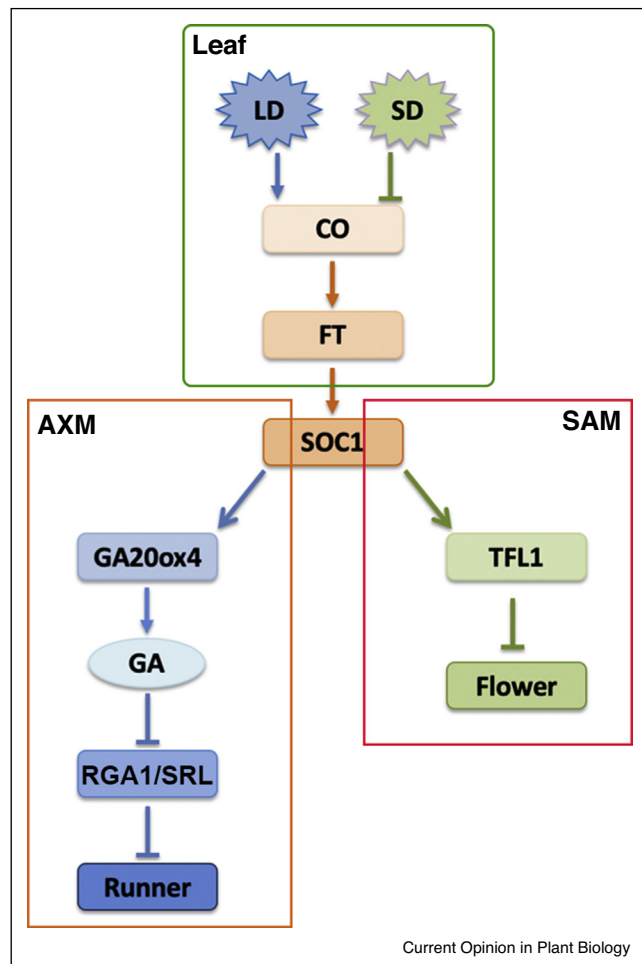 Leaf
LD
SD
CO
FT
AXM
SAM
SOC1
GA20ox4
TFL1
GA
Flower
RGA1/SRL
Runner
Current Opinion in Plant Biology